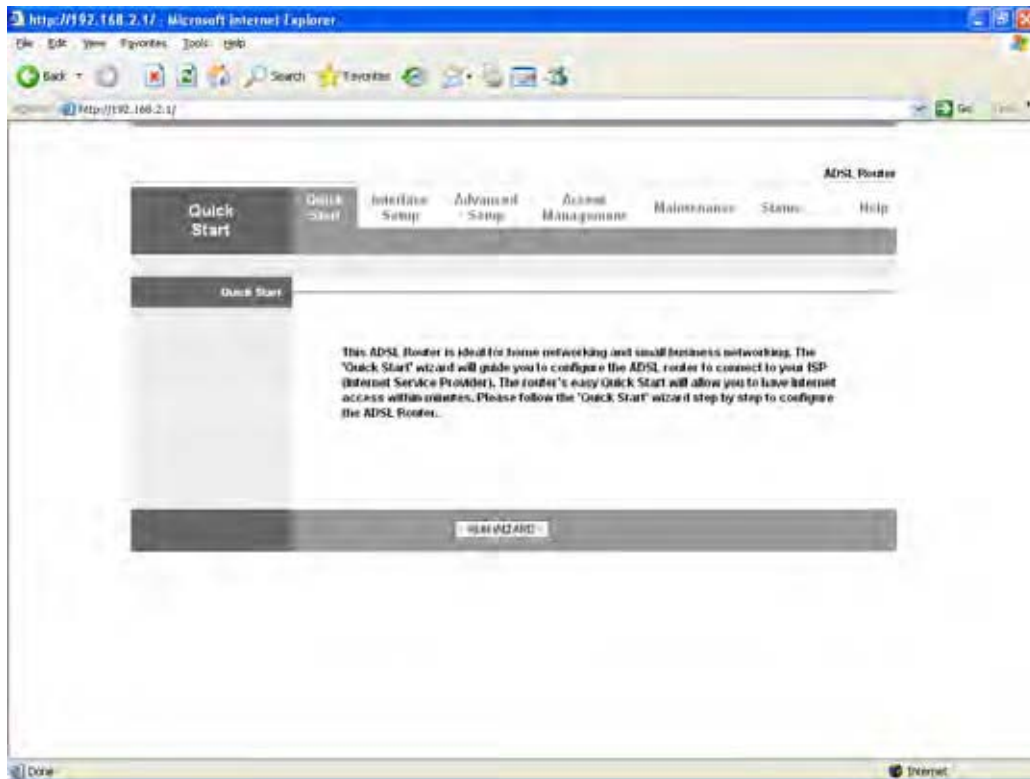 http://192.168.2.1/ - Microsoft Internet Explorer
File Edit View Favorites Tools Help
Back Search Favorites
http://192.168.2.1/ Go
ADSL Router
Quick Start
Quick Start
Interface Setup
Advanced Setup
Access Management
Maintenance
Status
Help
Quick Start
This ADSL Router is ideal for home networking and small business networking. The
'Quick Start' wizard will guide you to configure the ADSL router to connect to your ISP
(Internet Service Provider). The router's easy Quick Start will allow you to have Internet
access within minutes. Please follow the 'Quick Start' wizard step by step to configure
the ADSL Router.
RUN WIZARD
Done Internet